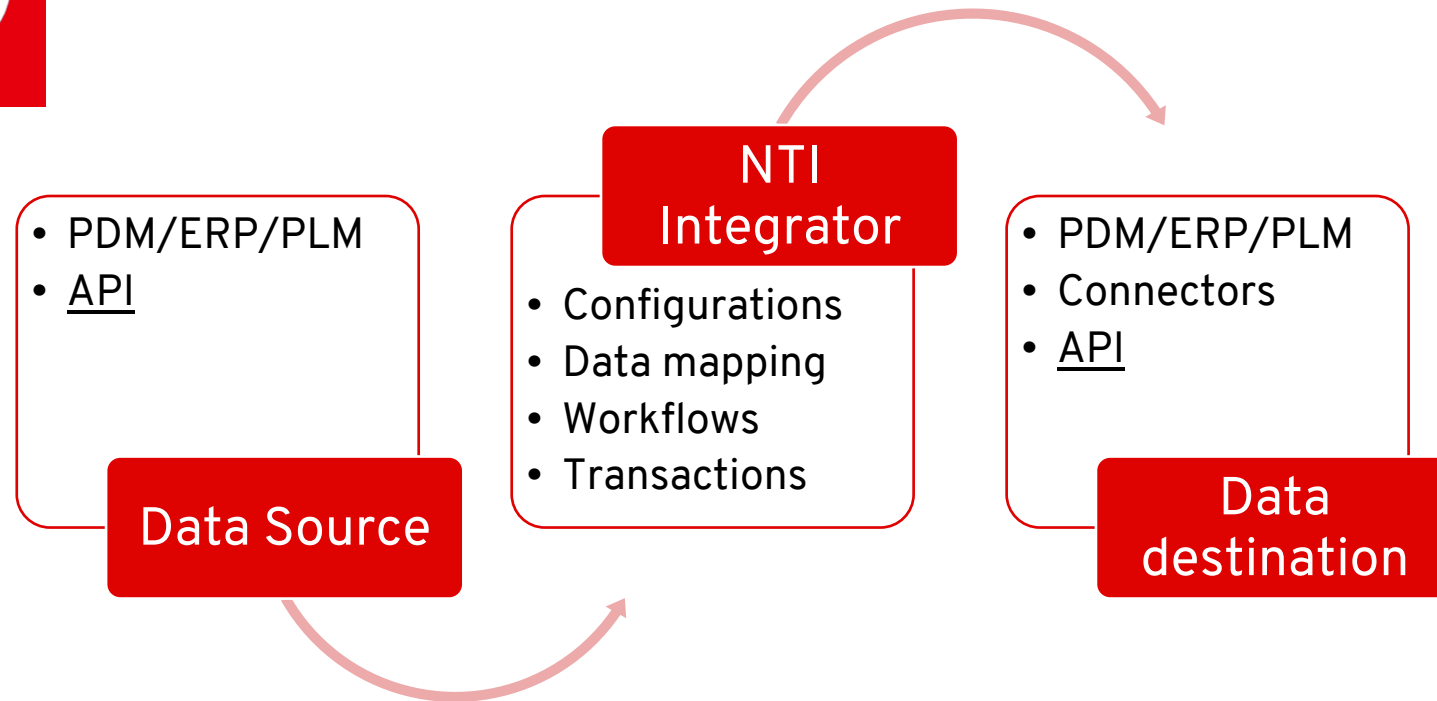 • PDM/ERP/PLM
• API
Data Source
NTI
Integrator
• Configurations
• Data mapping
• Workflows
• Transactions
• PDM/ERP/PLM
• Connectors
• API
Data
destination